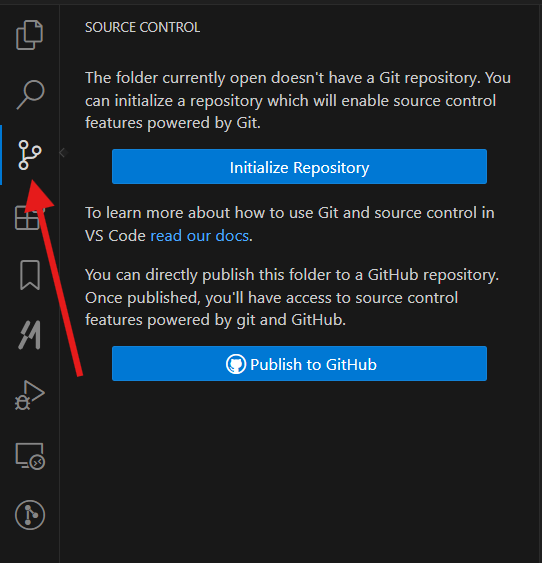 SOURCE CONTROL
The folder currently open doesn't have a Git repository. You
can initialize a repository which will enable source control
features powered by Git.
Initialize Repository
To learn more about how to use Git and source control in
VS Code read our docs.
You can directly publish this folder to a GitHub repository.
Once published, you'll have access to source control
features powered by git and GitHub.
Publish to GitHub